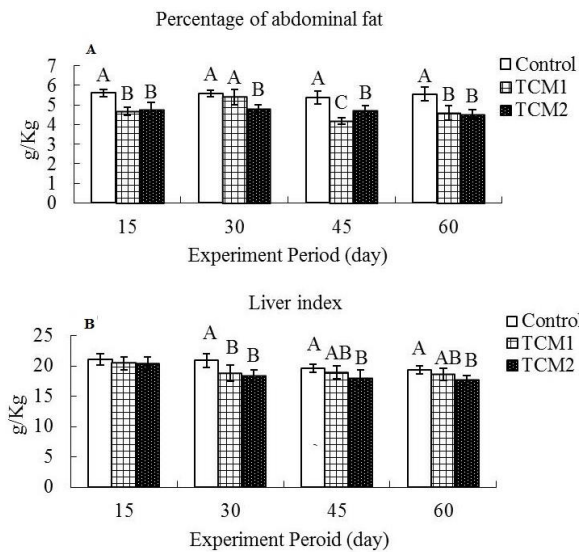 Percentage of abdominal fat
A
Control
TCM1
TCM2
g/Kg
7
6
5
4
3
2
1
0
A B B
A A B
A C B
A B B
15 30 45 60
Experiment Period (day)
Liver index
B
Control
TCM1
TCM2
g/Kg
25
20
15
10
5
0
A B B
A AB B
A AB B
15 30 45 60
Experiment Peroid (day)